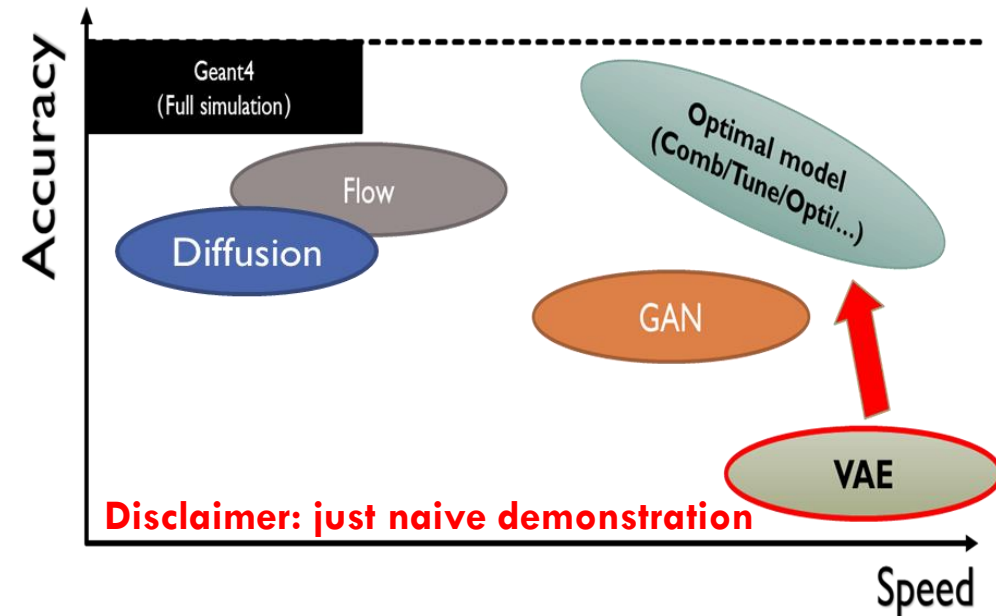 Accuracy
Geant4
(Full simulation)
Flow
Diffusion
Optimal model
(Comb/Tune/Opti/...)
GAN
VAE
Disclaimer: just naive demonstration
Speed